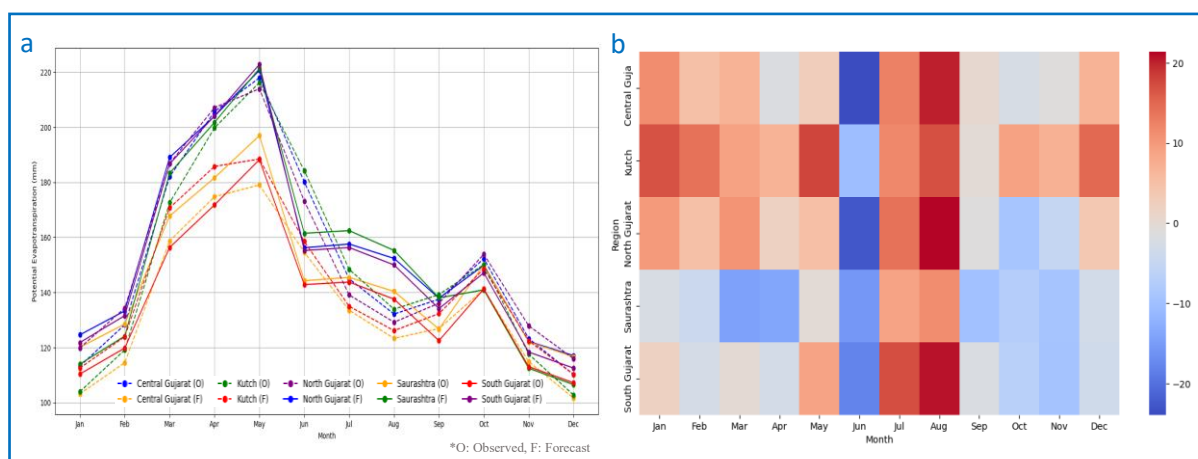 a
b
Potential Evapotranspiration (mm)
220
200
180
160
140
120
100
Central Gujarat (O)
Kutch (O)
North Gujarat (O)
Saurashtra (O)
South Gujarat (O)
Central Gujarat (F)
Kutch (F)
North Gujarat (F)
Saurashtra (F)
South Gujarat (F)
Jan Feb Mar Apr May Jun Jul Aug Sep Oct Nov Dec
Month
*O: Observed, F: Forecast
Region
Central Guja
Kutch
North Gujarat
Saurashtra
South Gujarat
Jan Feb Mar Apr May Jun Jul Aug Sep Oct Nov Dec
Month
20
10
0
−10
−20